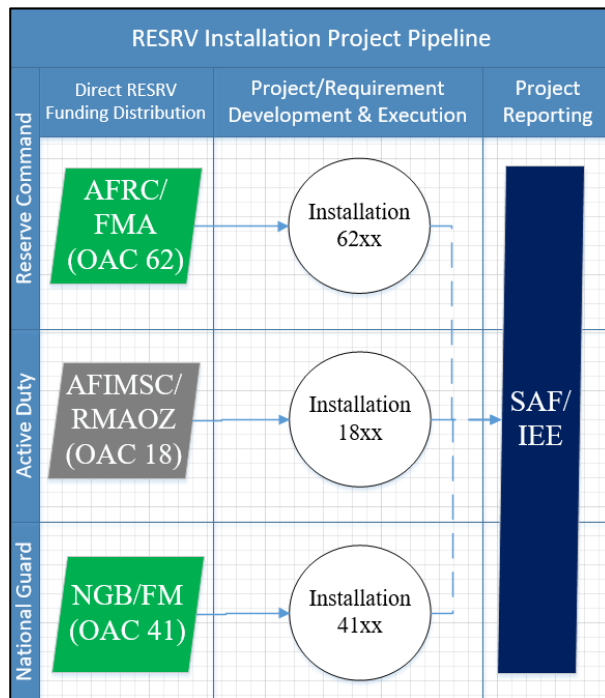 RESRV Installation Project Pipeline
Direct RESRV
Funding Distribution
Project/Requirement
Development & Execution
Project
Reporting
Reserve Command
AFRC/
FMA
(OAC 62)
Installation
62xx
Active Duty
AFIMSC/
RMAOZ
(OAC 18)
Installation
18xx
SAF/
IEE
National Guard
NGB/FM
(OAC 41)
Installation
41xx